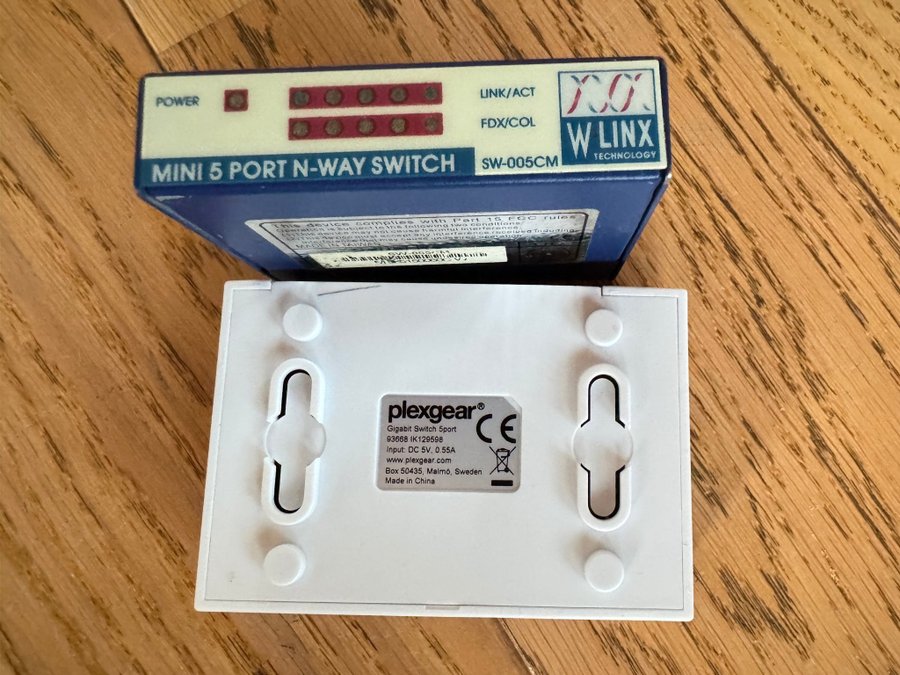 POWER
LINK/ACT
FDX/COL
W LINX
TECHNOLOGY
MINI 5 PORT N-WAY SWITCH
SW-005CM
This device complies with Part 15 FCC rules
SW-005CM
plexgear®
CE
Gigabit Switch 5port
93668 IK129598
Input: DC 5V, 0.55A
www.plexgear.com
Box 50435, Malmö, Sweden
Made in China